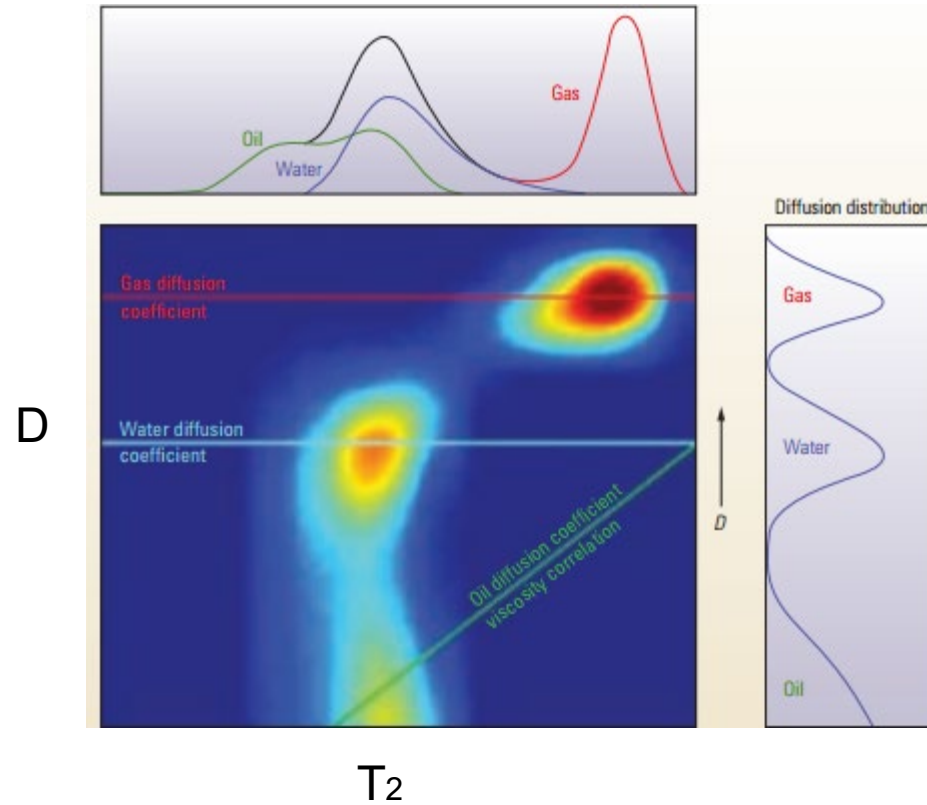 Gas
Oil
Water
Diffusion distribution
Gas diffusion
coefficient
Gas
D
Water diffusion
coefficient
Water
D
Oil diffusion coefficient
viscosity correlation
Oil
T2